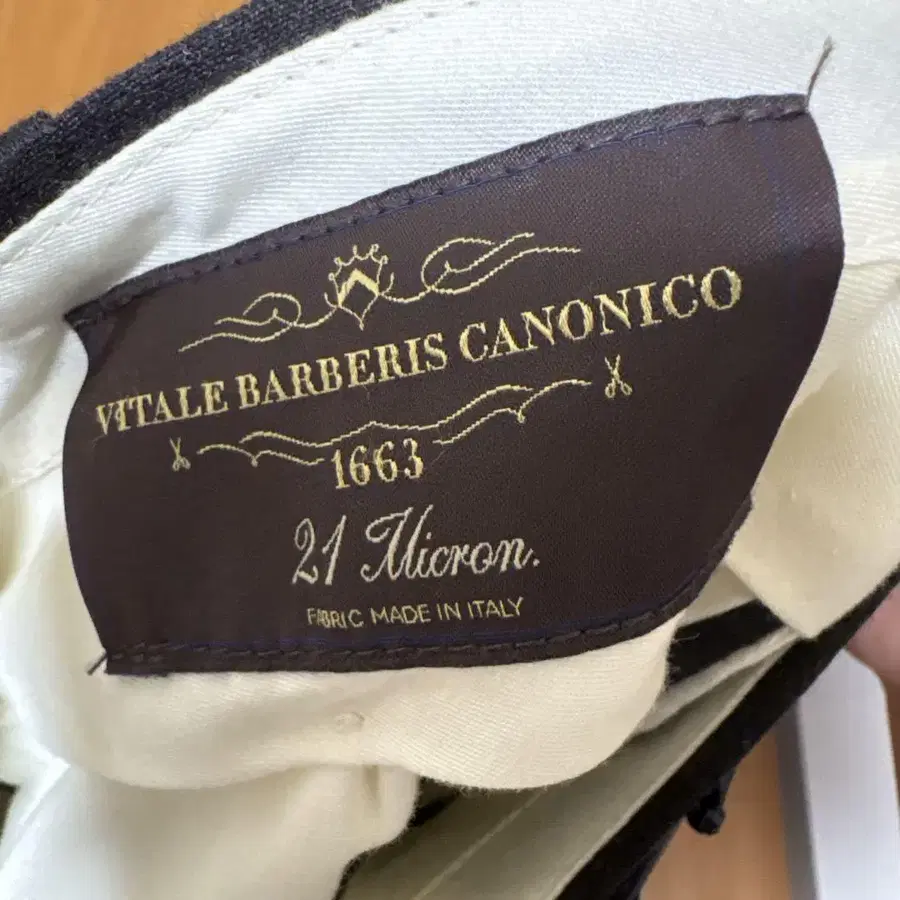 VITALE BARBERIS CANONICO
1663
21 Micron.
FABRIC MADE IN ITALY